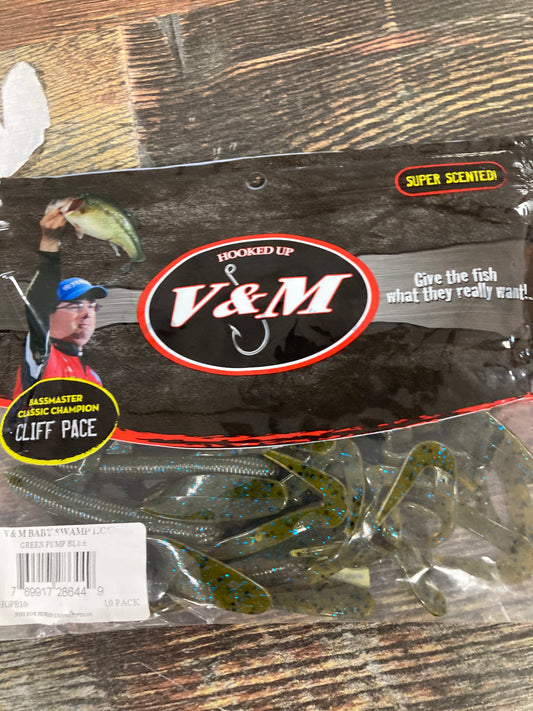 SUPER SCENTED!
HOOKED UP
V&M
Give the fish
what they really want!
BASSMASTER
CLASSIC CHAMPION
CLIFF PACE
V & M BABY SWAMP
GREEN PUMP BLUE
7 69917 28644 9
10 PACK